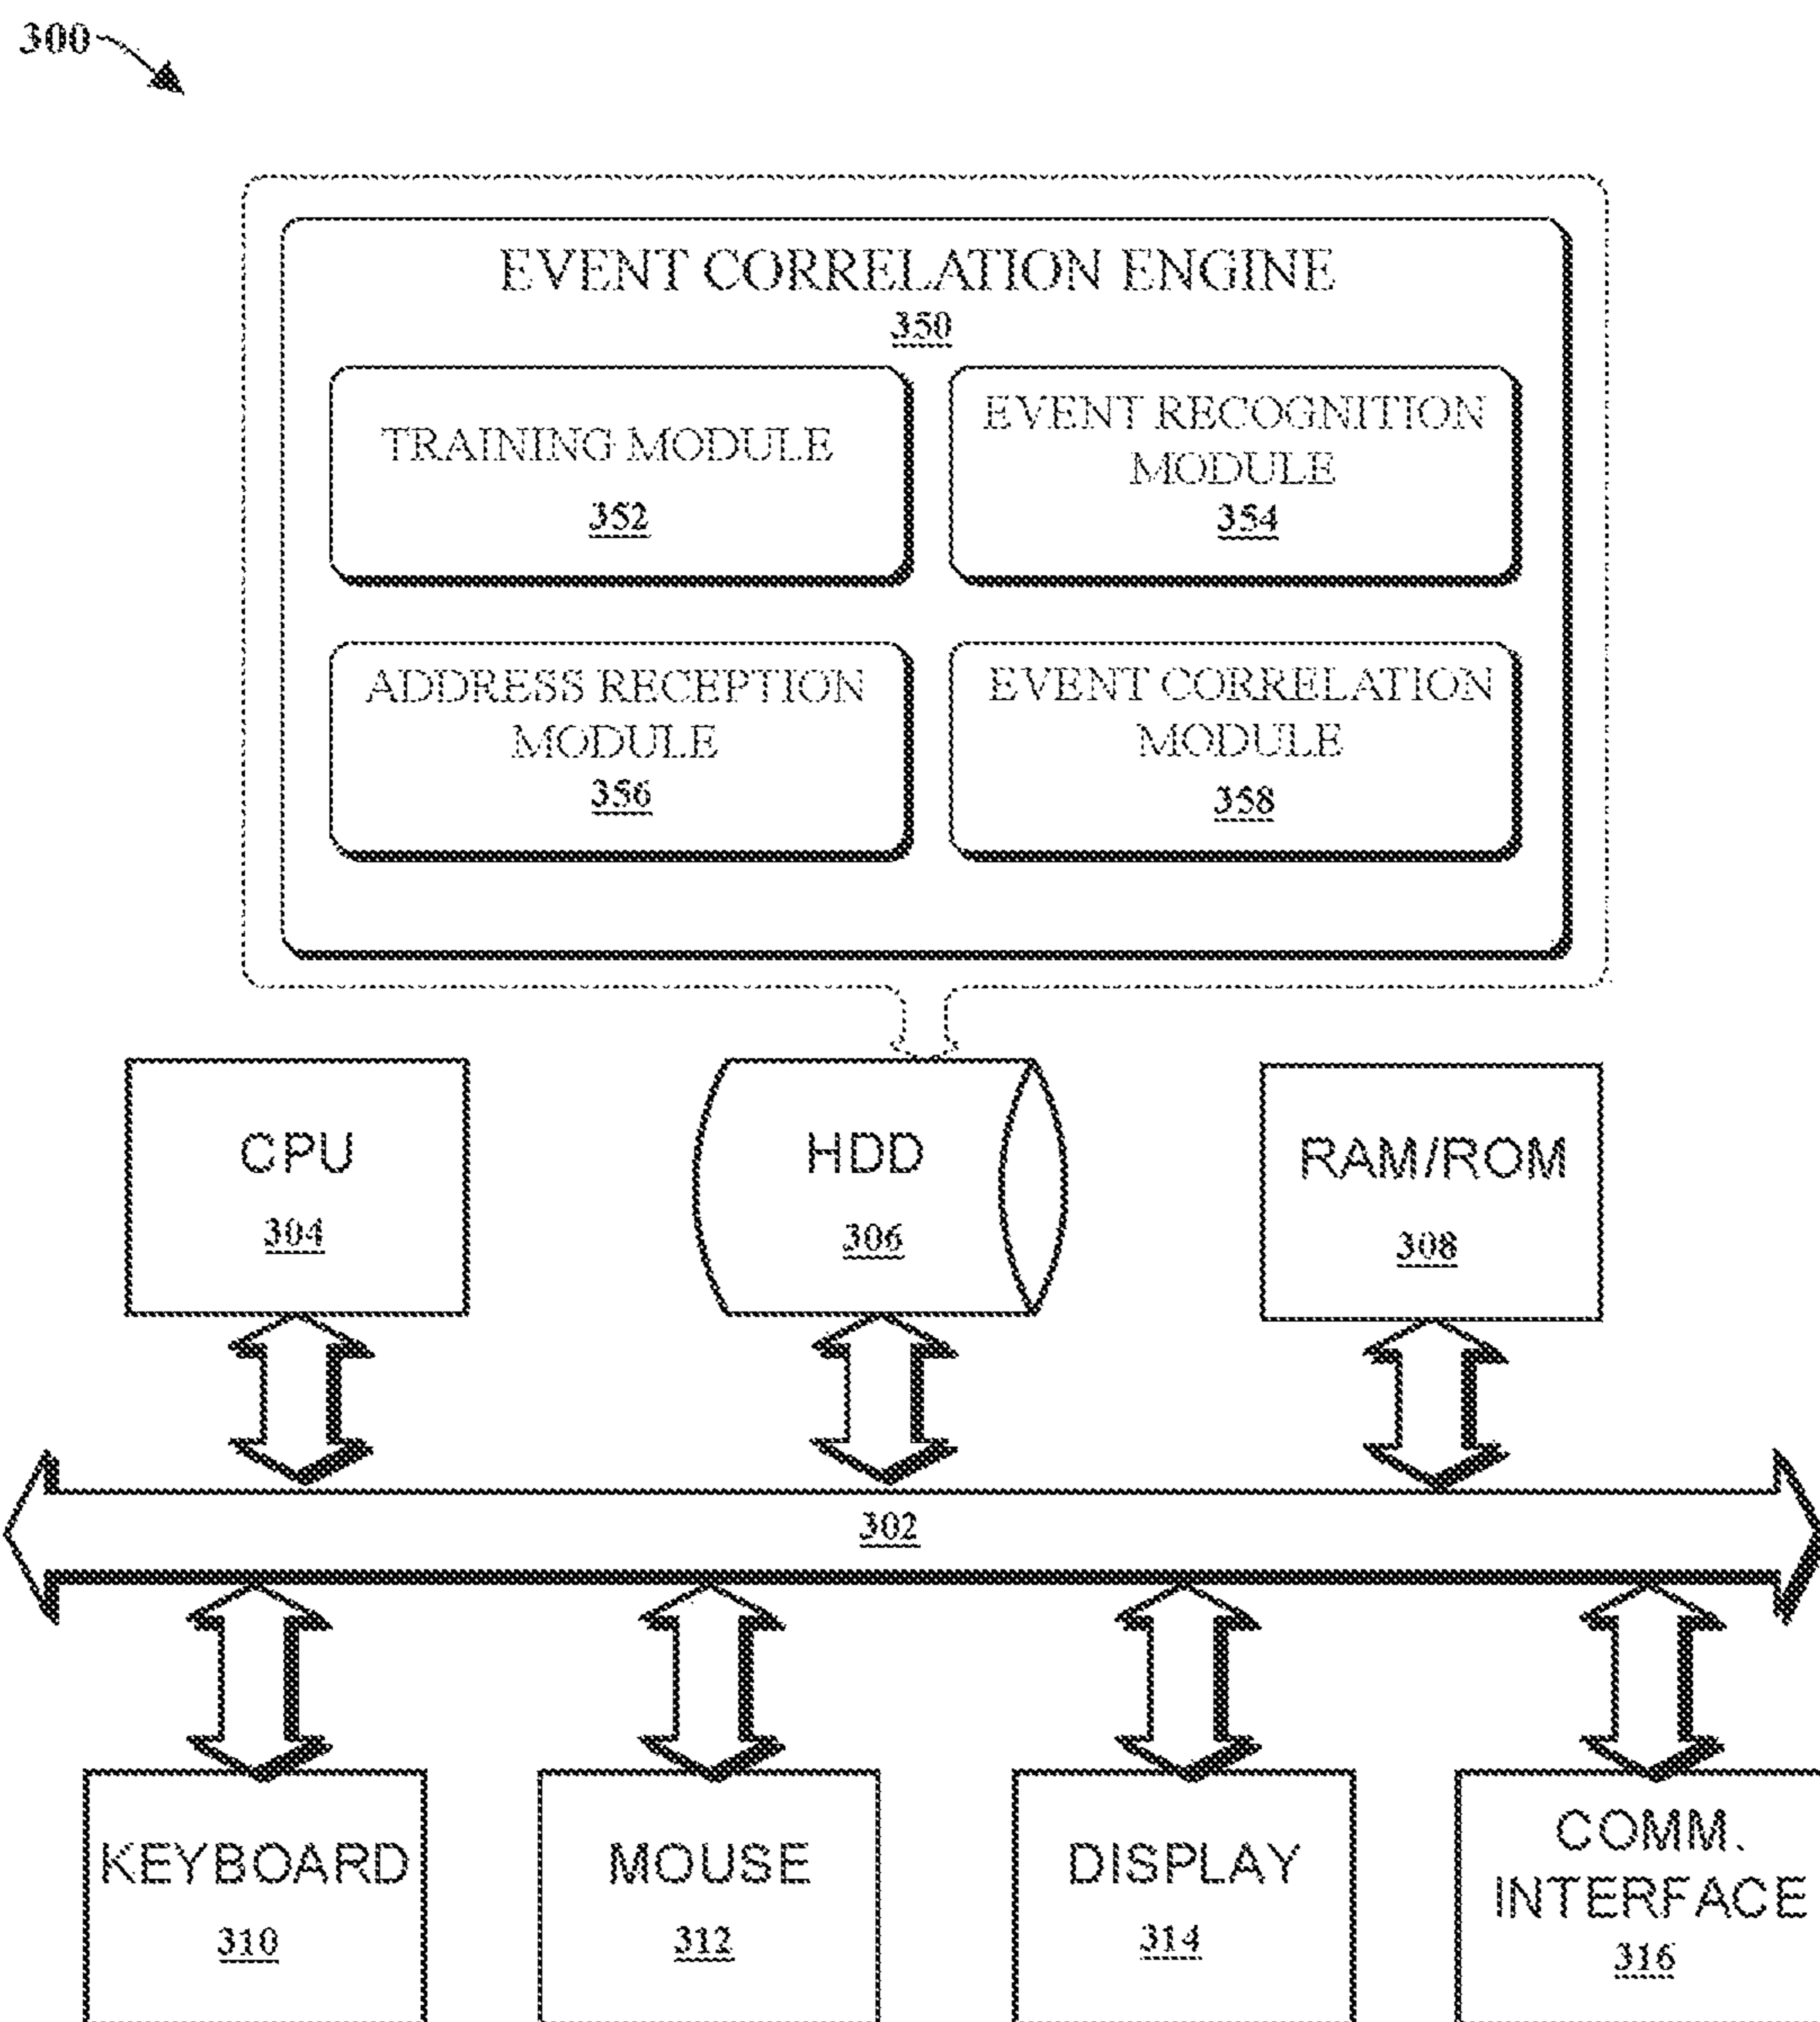 300
EVENT CORRELATION ENGINE
350
TRAINING MODULE
352
EVENT RECOGNITION
MODULE
354
ADDRESS RECEPTION
MODULE
356
EVENT CORRELATION
MODULE
358
CPU
304
HDD
306
RAM/ROM
308
302
KEYBOARD
310
MOUSE
312
DISPLAY
314
COMM.
INTERFACE
316